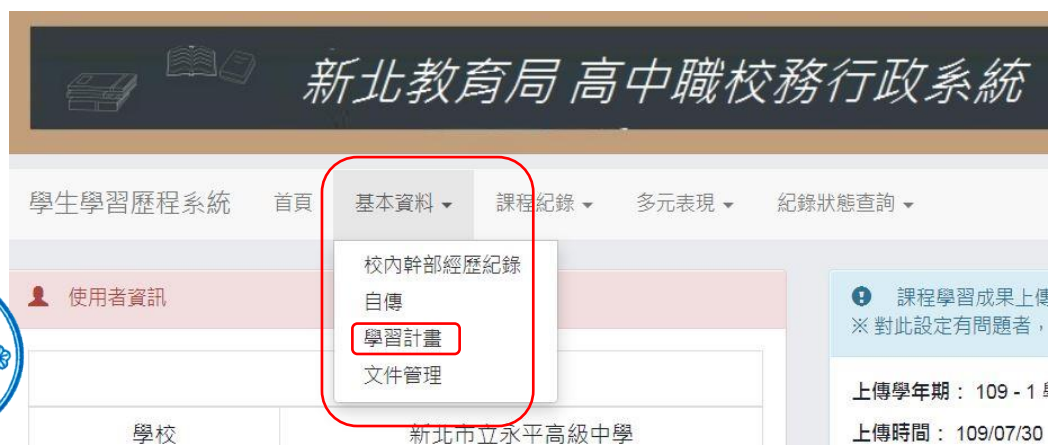 新北教育局 高中職校務行政系統
學生學習歷程系統 首頁 基本資料 課程紀錄 多元表現 紀錄狀態查詢
校內幹部經歷紀錄
自傳
學習計畫
文件管理
使用者資訊
學校 新北市立永平高級中學
課程學習成果上傳
※ 對此設定有問題者，
上傳學年期： 109 - 1 學
上傳時間： 109/07/30